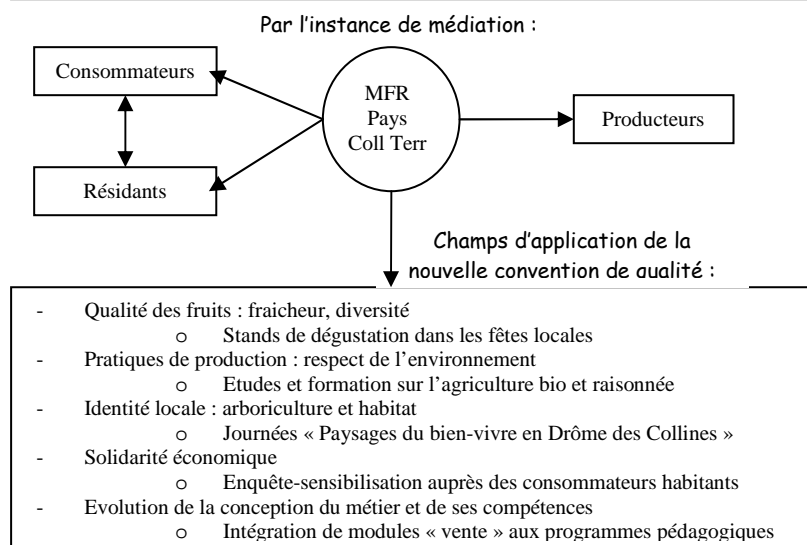 Par l'instance de médiation :
Consommateurs
MFR
Pays
Coll Terr
Producteurs
Résidants
Champs d'application de la
nouvelle convention de qualité :
- Qualité des fruits : fraicheur, diversité
o Stands de dégustation dans les fêtes locales
- Pratiques de production : respect de l'environnement
o Etudes et formation sur l'agriculture bio et raisonnée
- Identité locale : arboriculture et habitat
o Journées « Paysages du bien-vivre en Drôme des Collines »
- Solidarité économique
o Enquête-sensibilisation auprès des consommateurs habitants
- Evolution de la conception du métier et de ses compétences
o Intégration de modules « vente » aux programmes pédagogiques